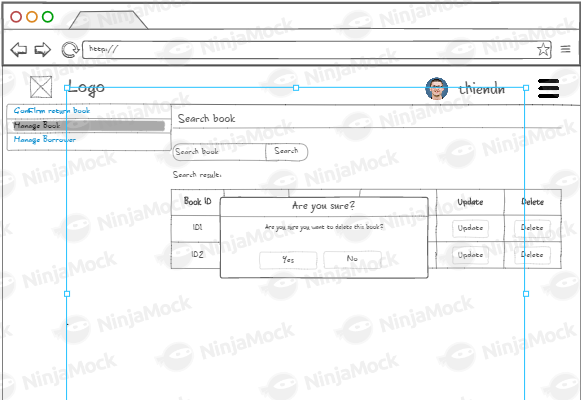 http://
Logo
thiendn
Confirm return book
Manage Book
Manage Borrower
Search book
Search book Search
Search result:
Book ID Update Delete
ID1 Update Delete
ID2 Update Delete
Are you sure?
Are you sure you want to delete this book?
Yes No
NinjaMock